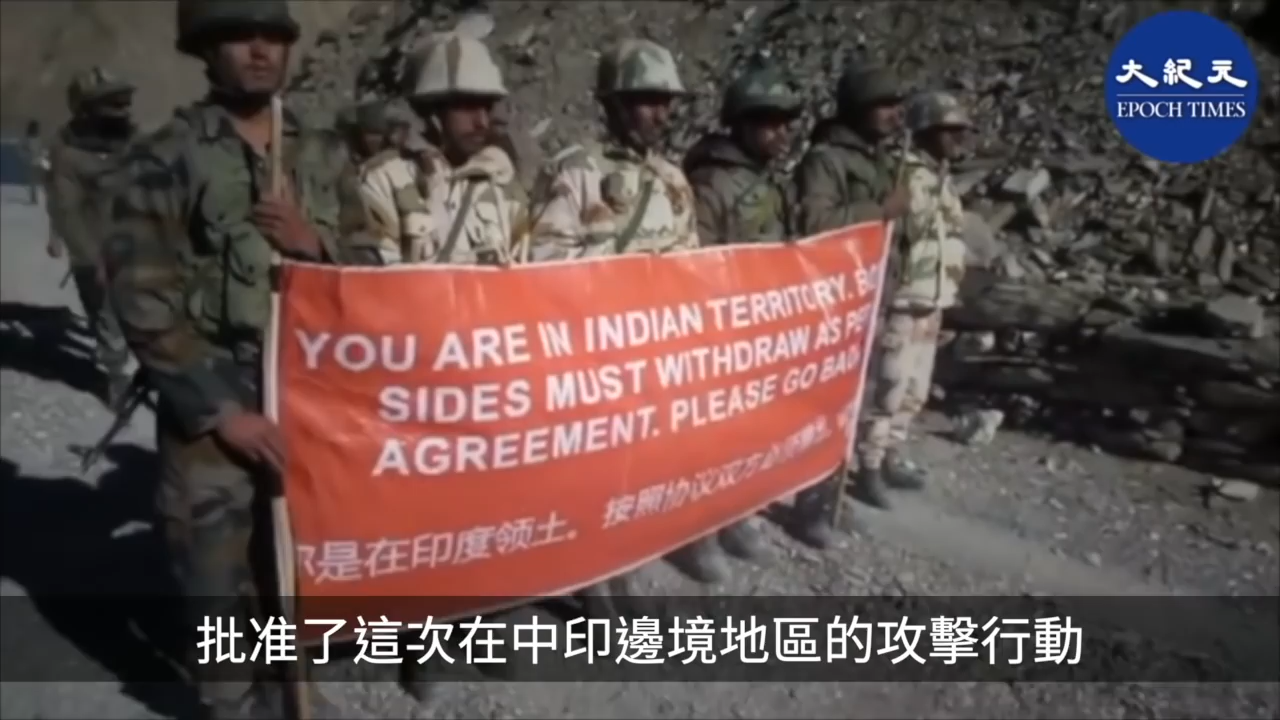 大紀元
EPOCH TIMES
YOU ARE IN INDIAN TERRITORY.
SIDES MUST WITHDRAW AS PER
AGREEMENT. PLEASE GO BACK
是在印度领土。按照协议双方必须
批准了這次在中印邊境地區的攻擊行動